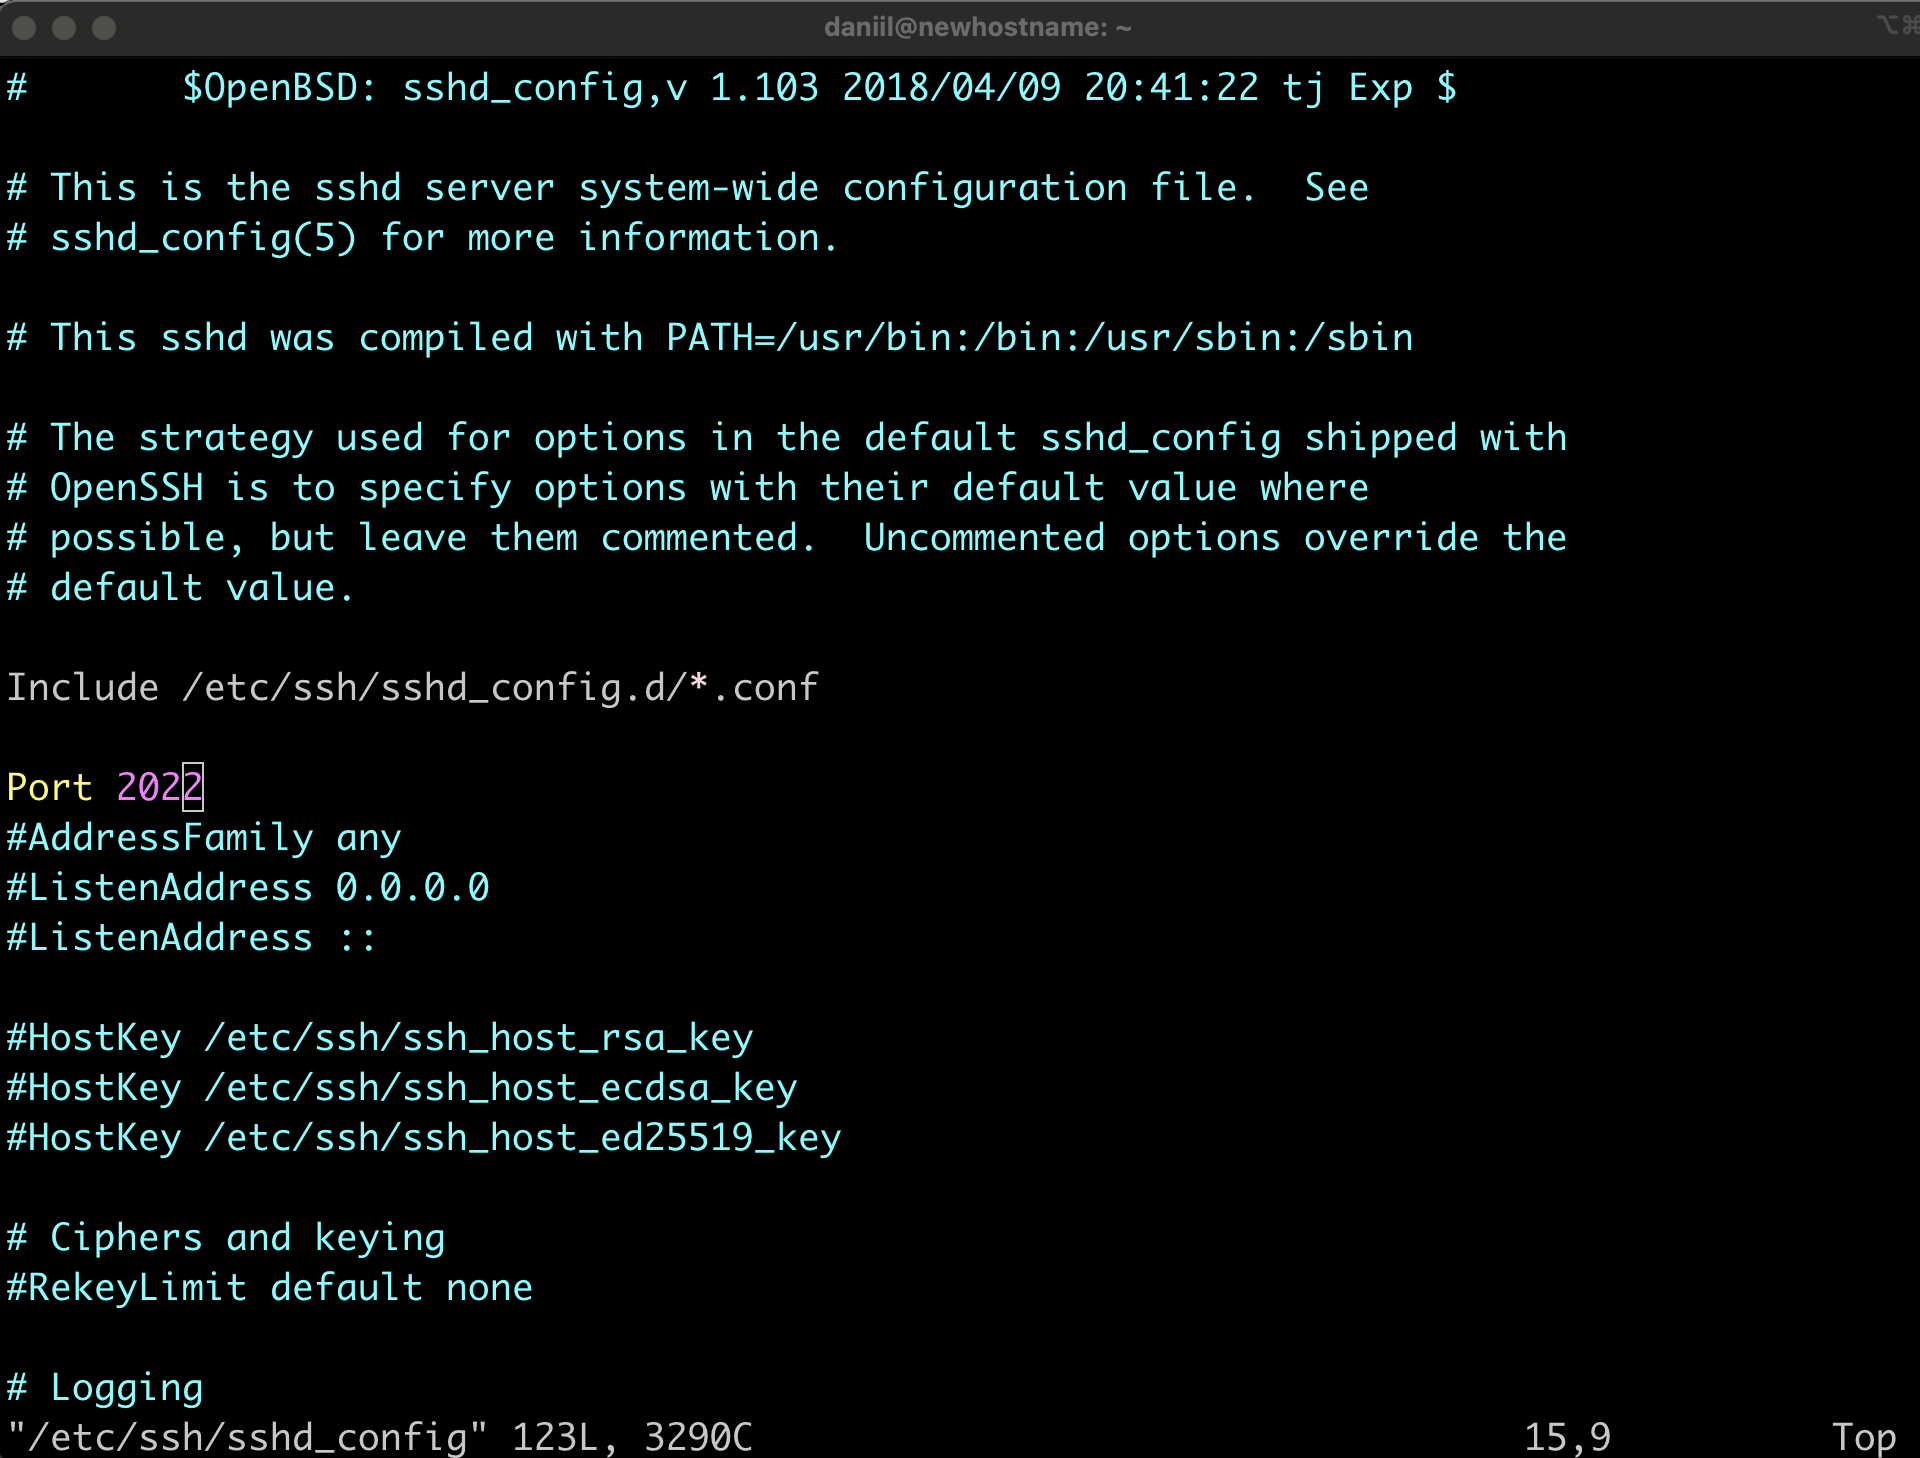 daniil@newhostname: ~ ⌥⌘
#       $OpenBSD: sshd_config,v 1.103 2018/04/09 20:41:22 tj Exp $
# This is the sshd server system-wide configuration file.  See
# sshd_config(5) for more information.
# This sshd was compiled with PATH=/usr/bin:/bin:/usr/sbin:/sbin
# The strategy used for options in the default sshd_config shipped with
# OpenSSH is to specify options with their default value where
# possible, but leave them commented.  Uncommented options override the
# default value.
Include /etc/ssh/sshd_config.d/*.conf
Port 2022
#AddressFamily any
#ListenAddress 0.0.0.0
#ListenAddress ::
#HostKey /etc/ssh/ssh_host_rsa_key
#HostKey /etc/ssh/ssh_host_ecdsa_key
#HostKey /etc/ssh/ssh_host_ed25519_key
# Ciphers and keying
#RekeyLimit default none
# Logging
"/etc/ssh/sshd_config" 123L, 3290C 15,9 Top